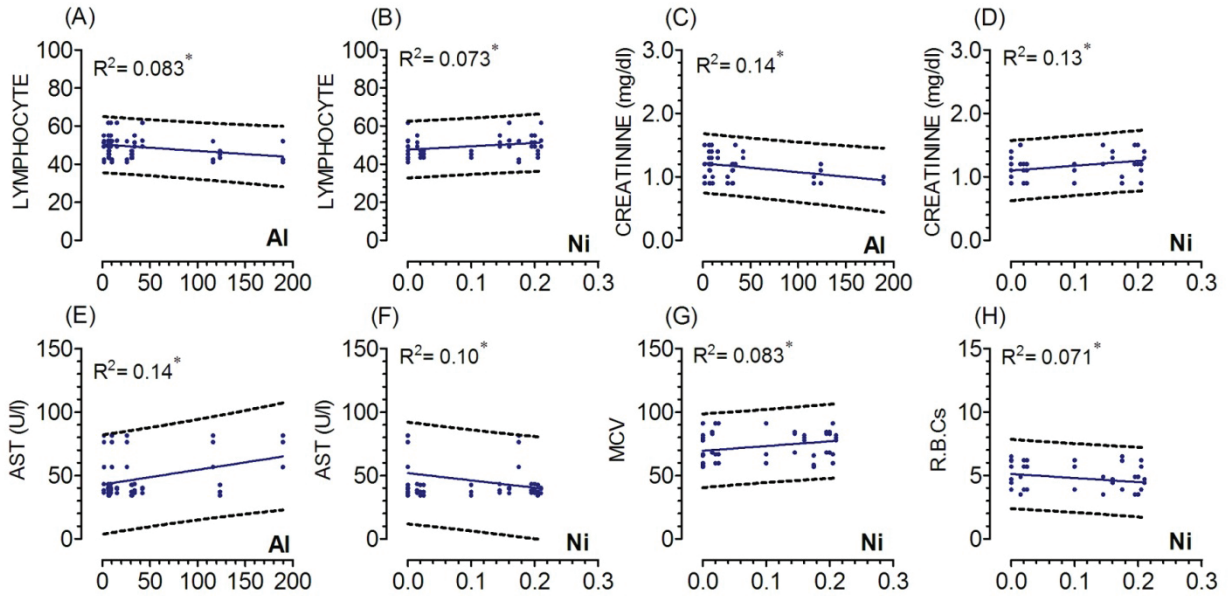 (A)
LYMPHOCYTE
100
80
60
40
20
0
R²= 0.083*
Al
0 50 100 150 200
(B)
LYMPHOCYTE
100
80
60
40
20
0
R²= 0.073*
Ni
0.0 0.1 0.2 0.3
(C)
CREATININE (mg/dl)
3.0
2.0
1.0
0.0
R²= 0.14*
Al
0 50 100 150 200
(D)
CREATININE (mg/dl)
3.0
2.0
1.0
0.0
R²= 0.13*
Ni
0.0 0.1 0.2 0.3
(E)
AST (U/l)
150
100
50
0
R²= 0.14*
Al
0 50 100 150 200
(F)
AST (U/l)
150
100
50
0
R²= 0.10*
Ni
0.0 0.1 0.2 0.3
(G)
MCV
150
100
50
0
R²= 0.083*
Ni
0.0 0.1 0.2 0.3
(H)
R.B.Cs
15
10
5
0
R²= 0.071*
Ni
0.0 0.1 0.2 0.3